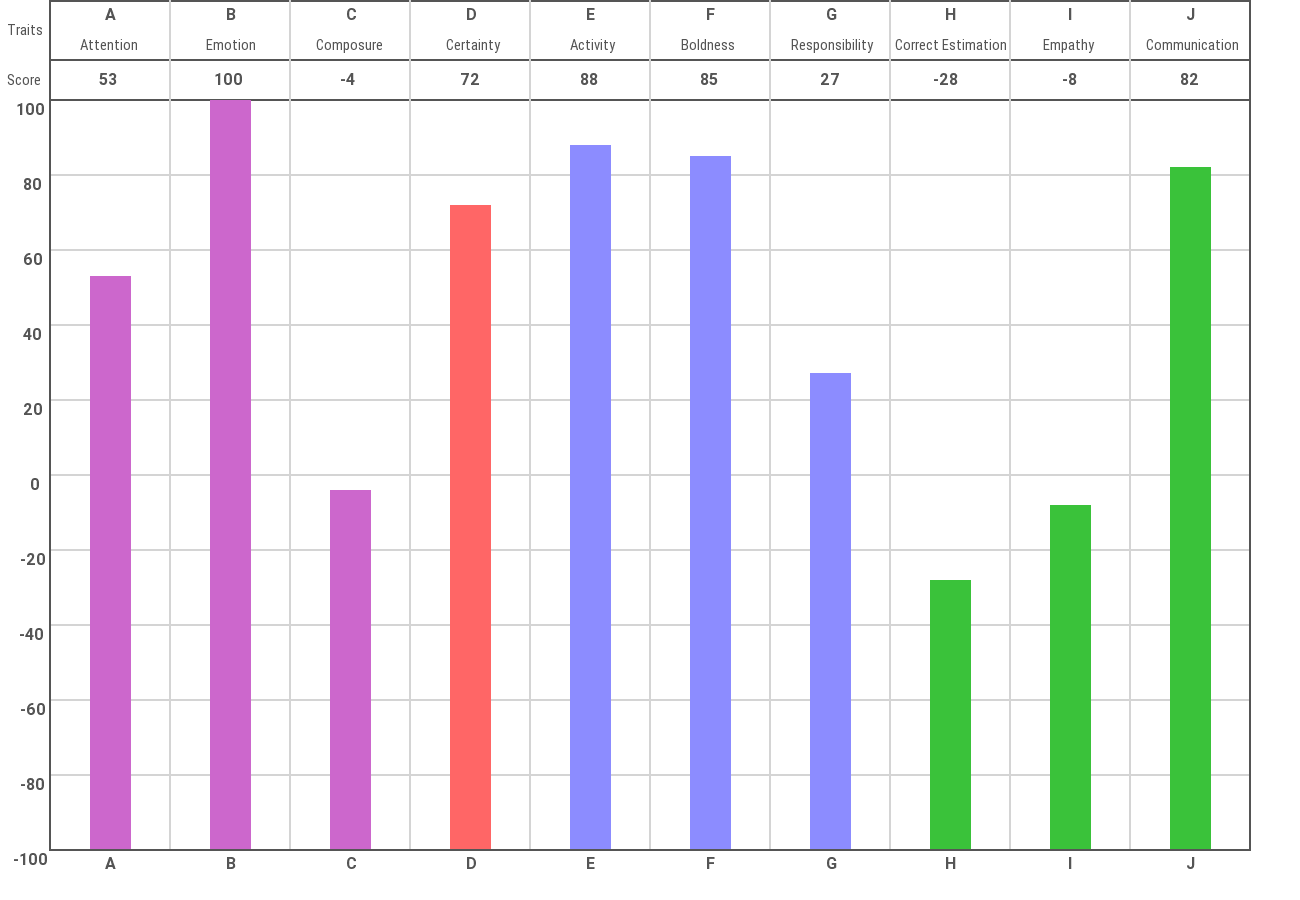 Traits A B C D E F G H I J
Attention Emotion Composure Certainty Activity Boldness Responsibility Correct Estimation Empathy Communication
Score 53 100 -4 72 88 85 27 -28 -8 82
100
80
60
40
20
0
-20
-40
-60
-80
-100
A B C D E F G H I J